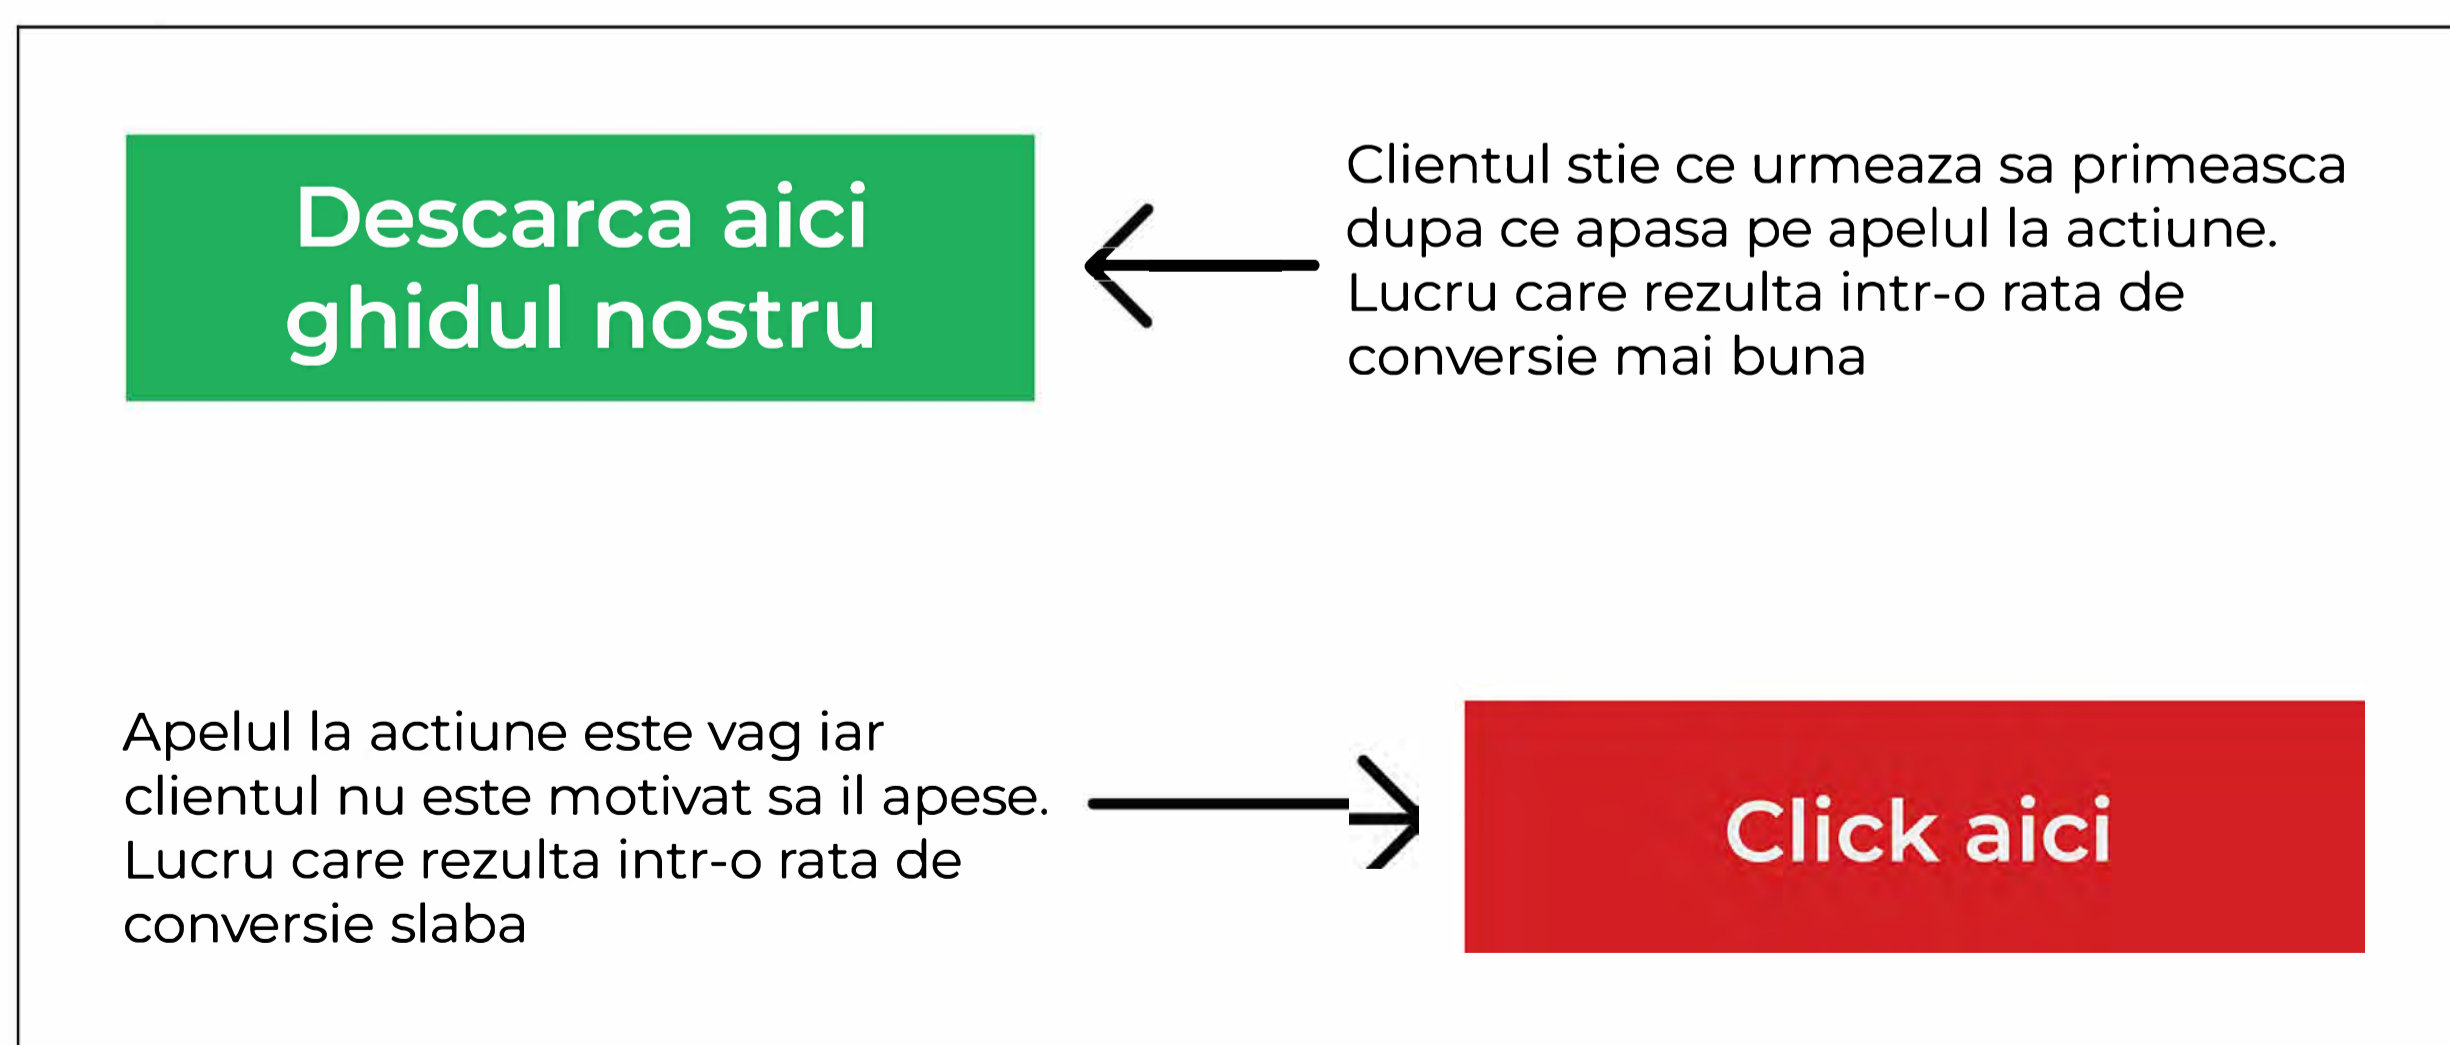 Descarca aici
ghidul nostru
Clientul stie ce urmeaza sa primeasca
dupa ce apasa pe apelul la actiune.
Lucru care rezulta intr-o rata de
conversie mai buna
Apelul la actiune este vag iar
clientul nu este motivat sa il apese.
Lucru care rezulta intr-o rata de
conversie slaba
Click aici